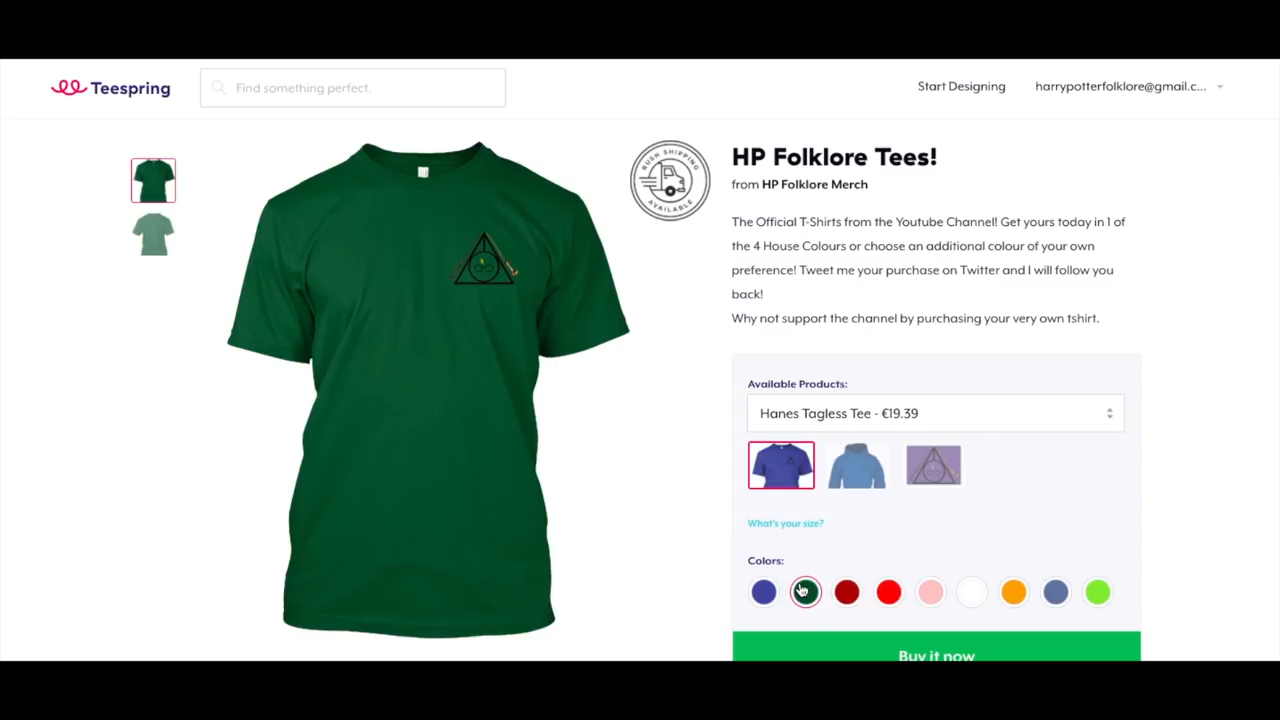 Teespring
Find something perfect.
Start Designing
harrypotterfolklore@gmail.c...
RUSH SHIPPING
AVAILABLE
HP Folklore Tees!
from HP Folklore Merch
The Official T-Shirts from the Youtube Channel! Get yours today in 1 of
the 4 House Colours or choose an additional colour of your own
preference! Tweet me your purchase on Twitter and I will follow you
back!
Why not support the channel by purchasing your very own tshirt.
Available Products:
Hanes Tagless Tee - €19.39
What's your size?
Colors:
Buy it now